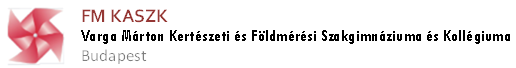 FM KASZK
Varga Márton Kertészeti és Földmérési Szakgimnáziuma és Kollégiuma
Budapest